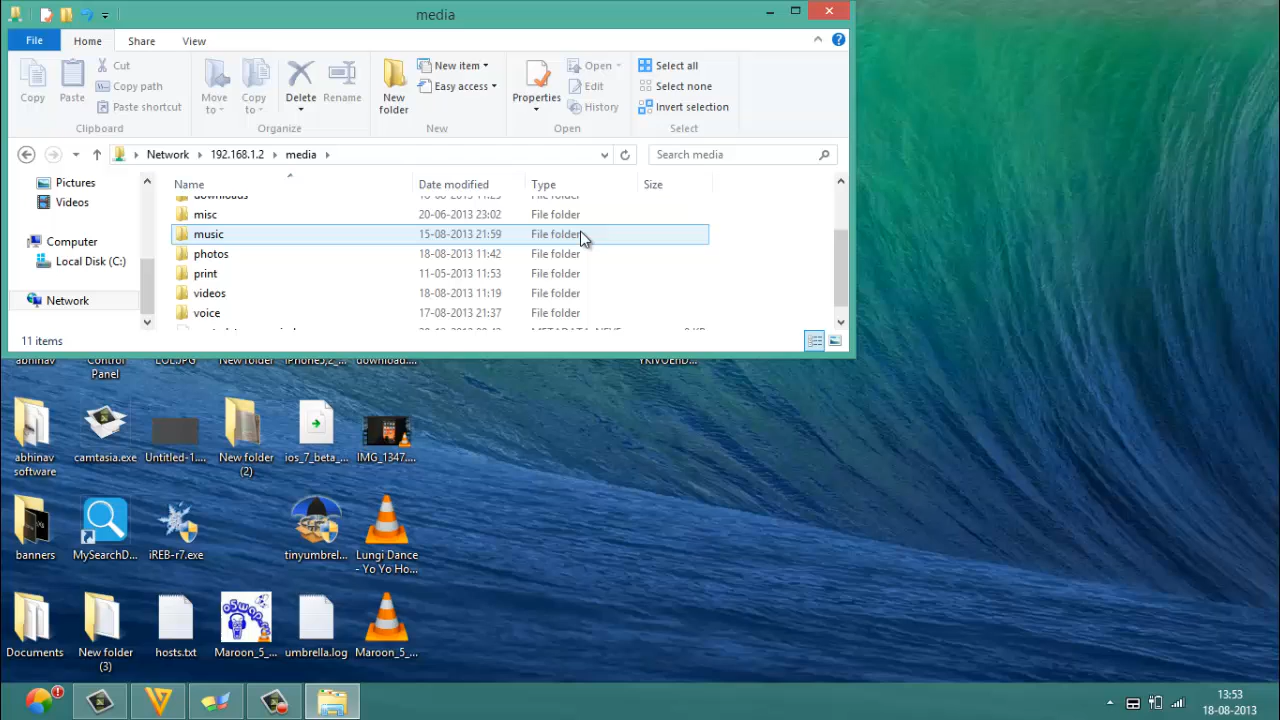 media
File
Home
Share
View
Copy
Paste
Cut
Copy path
Paste shortcut
Clipboard
Move to
Copy to
Delete
Rename
Organize
New folder
New item
Easy access
New
Properties
Open
Edit
History
Open
Select all
Select none
Invert selection
Select
Network
192.168.1.2
media
Search media
Pictures
Videos
Computer
Local Disk (C:)
Network
Name
Date modified
Type
Size
downloads
File folder
misc
20-06-2013 23:02
File folder
music
15-08-2013 21:59
File folder
photos
18-08-2013 11:42
File folder
print
11-05-2013 11:53
File folder
videos
18-08-2013 11:19
File folder
voice
17-08-2013 21:37
File folder
11 items
abhinav
Control
Panel
LOL.JPG
New folder
iPhone5,2_...
download....
abhinav
software
camtasia.exe
Untitled-1....
New folder
(2)
ios_7_beta_...
IMG_1347....
banners
MySearchD...
iREB-r7.exe
tinyumbrel...
Lungi Dance
- Yo Yo Ho...
Documents
New folder
(3)
hosts.txt
Maroon_5_...
umbrella.log
Maroon_5_...
13:53
18-08-2013